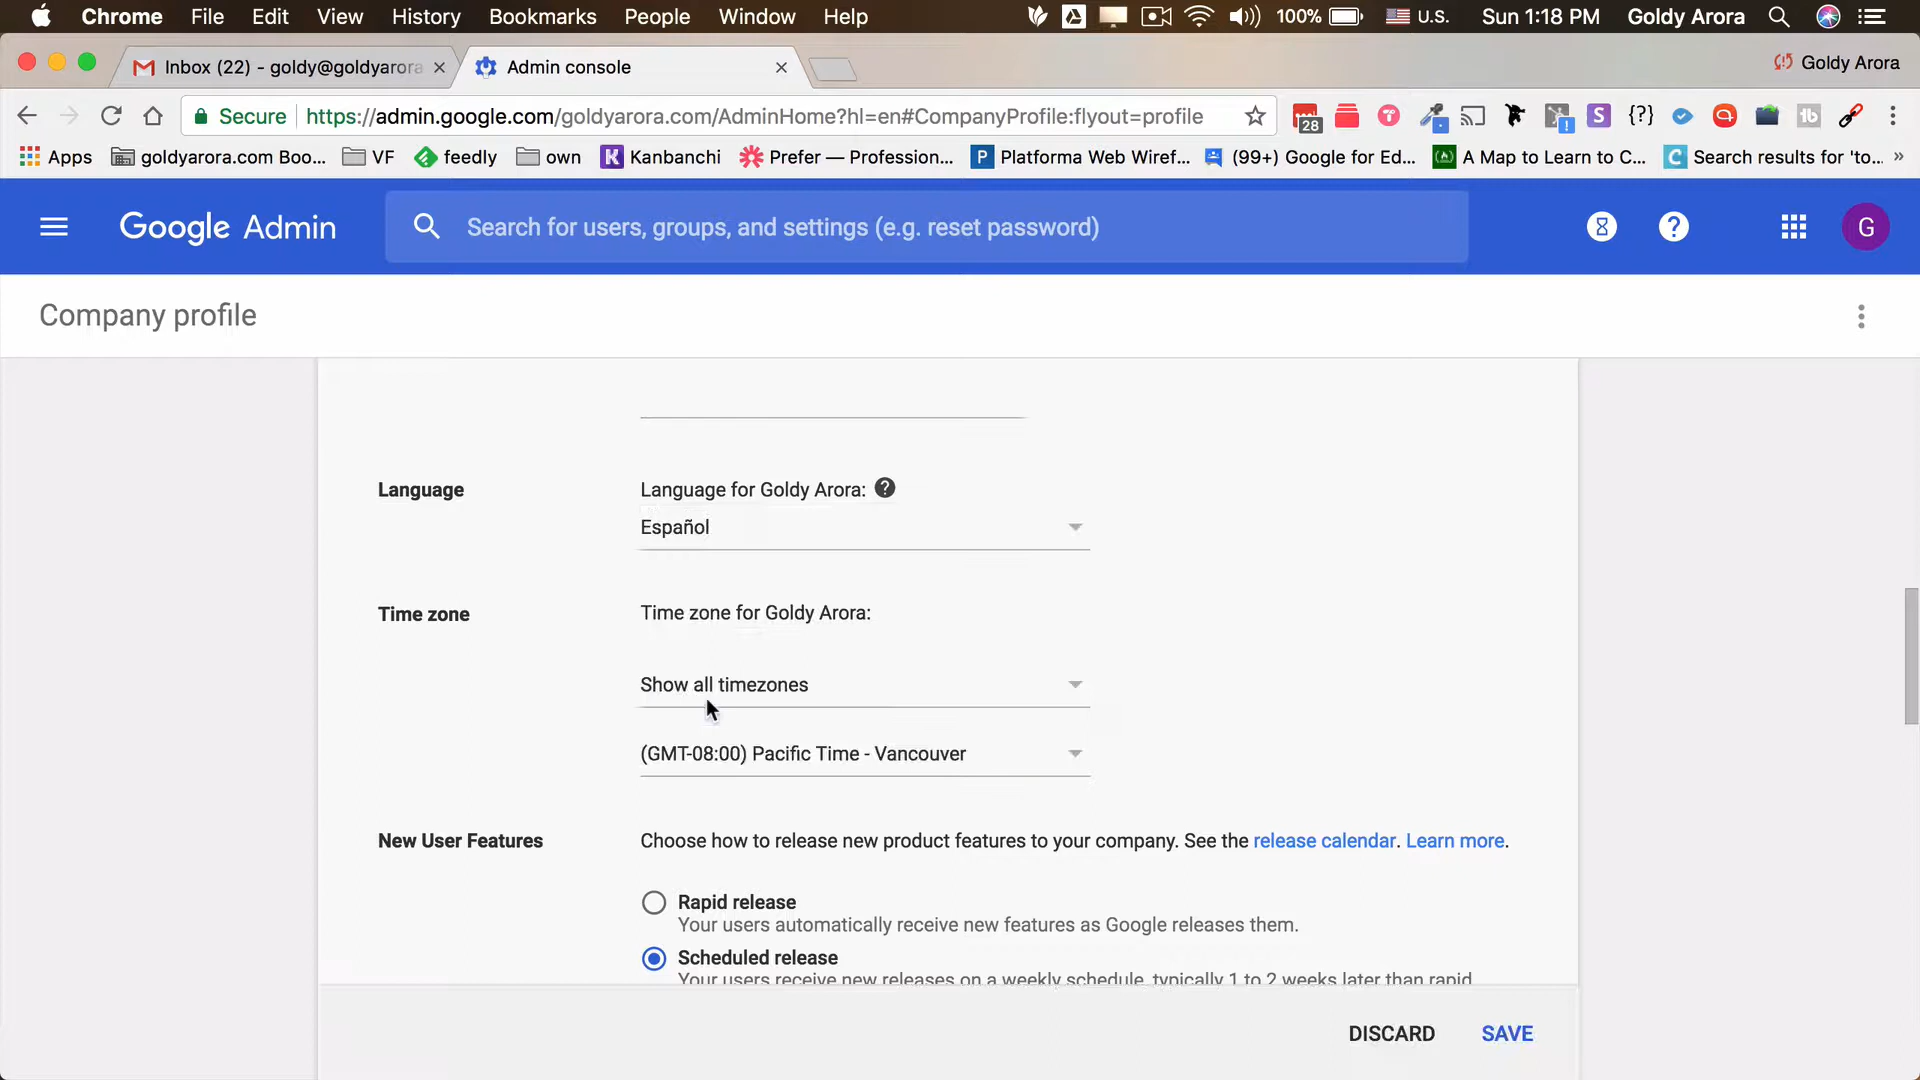 Chrome File Edit View History Bookmarks People Window Help 100% U.S. Sun 1:18 PM Goldy Arora
Inbox (22) - goldy@goldyarora Admin console Goldy Arora
Secure https://admin.google.com/goldyarora.com/AdminHome?hl=en#CompanyProfile:flyout=profile 28 {?} tb
Apps goldyarora.com Boo... VF feedly own K Kanbanchi Prefer — Profession... P Platforma Web Wiref... (99+) Google for Ed... A Map to Learn to C... C Search results for 'to... »
Google Admin Search for users, groups, and settings (e.g. reset password) ? G
Company profile
Language Language for Goldy Arora: ?
Español
Time zone Time zone for Goldy Arora:
Show all timezones
(GMT-08:00) Pacific Time - Vancouver
New User Features Choose how to release new product features to your company. See the release calendar. Learn more.
Rapid release
Your users automatically receive new features as Google releases them.
Scheduled release
Your users receive new releases on a weekly schedule, typically 1 to 2 weeks later than rapid
DISCARD SAVE